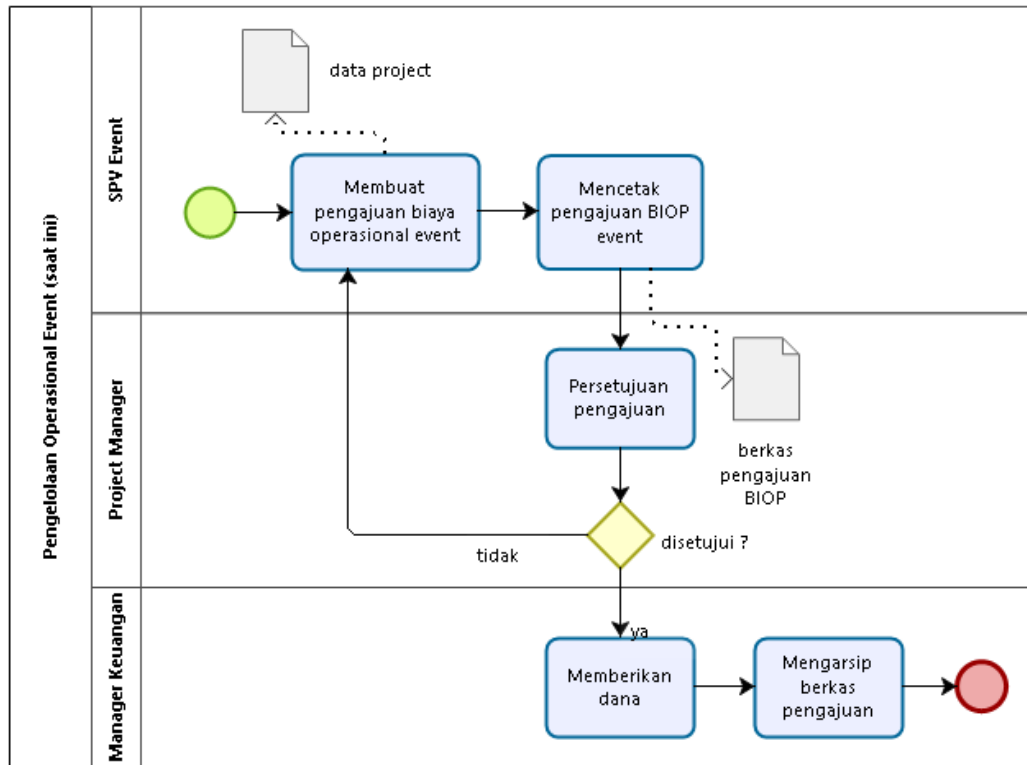 Pengelolaan Operasional Event (saat ini)
SPV Event
data project
Membuat
pengajuan biaya
operasional event
Mencetak
pengajuan BIOP
event
Project Manager
Persetujuan
pengajuan
berkas
pengajuan
BIOP
disetujui ?
tidak
ya
Manager Keuangan
Memberikan
dana
Mengarsip
berkas
pengajuan